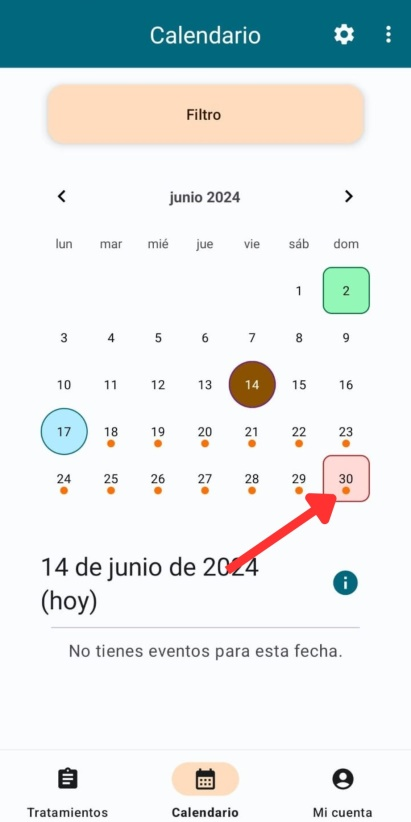 Calendario
Filtro
junio 2024
lun mar mié jue vie sáb dom
1 2
3 4 5 6 7 8 9
10 11 12 13 14 15 16
17 18 19 20 21 22 23
24 25 26 27 28 29 30
14 de junio de 2024
(hoy)
No tienes eventos para esta fecha.
Tratamientos Calendario Mi cuenta